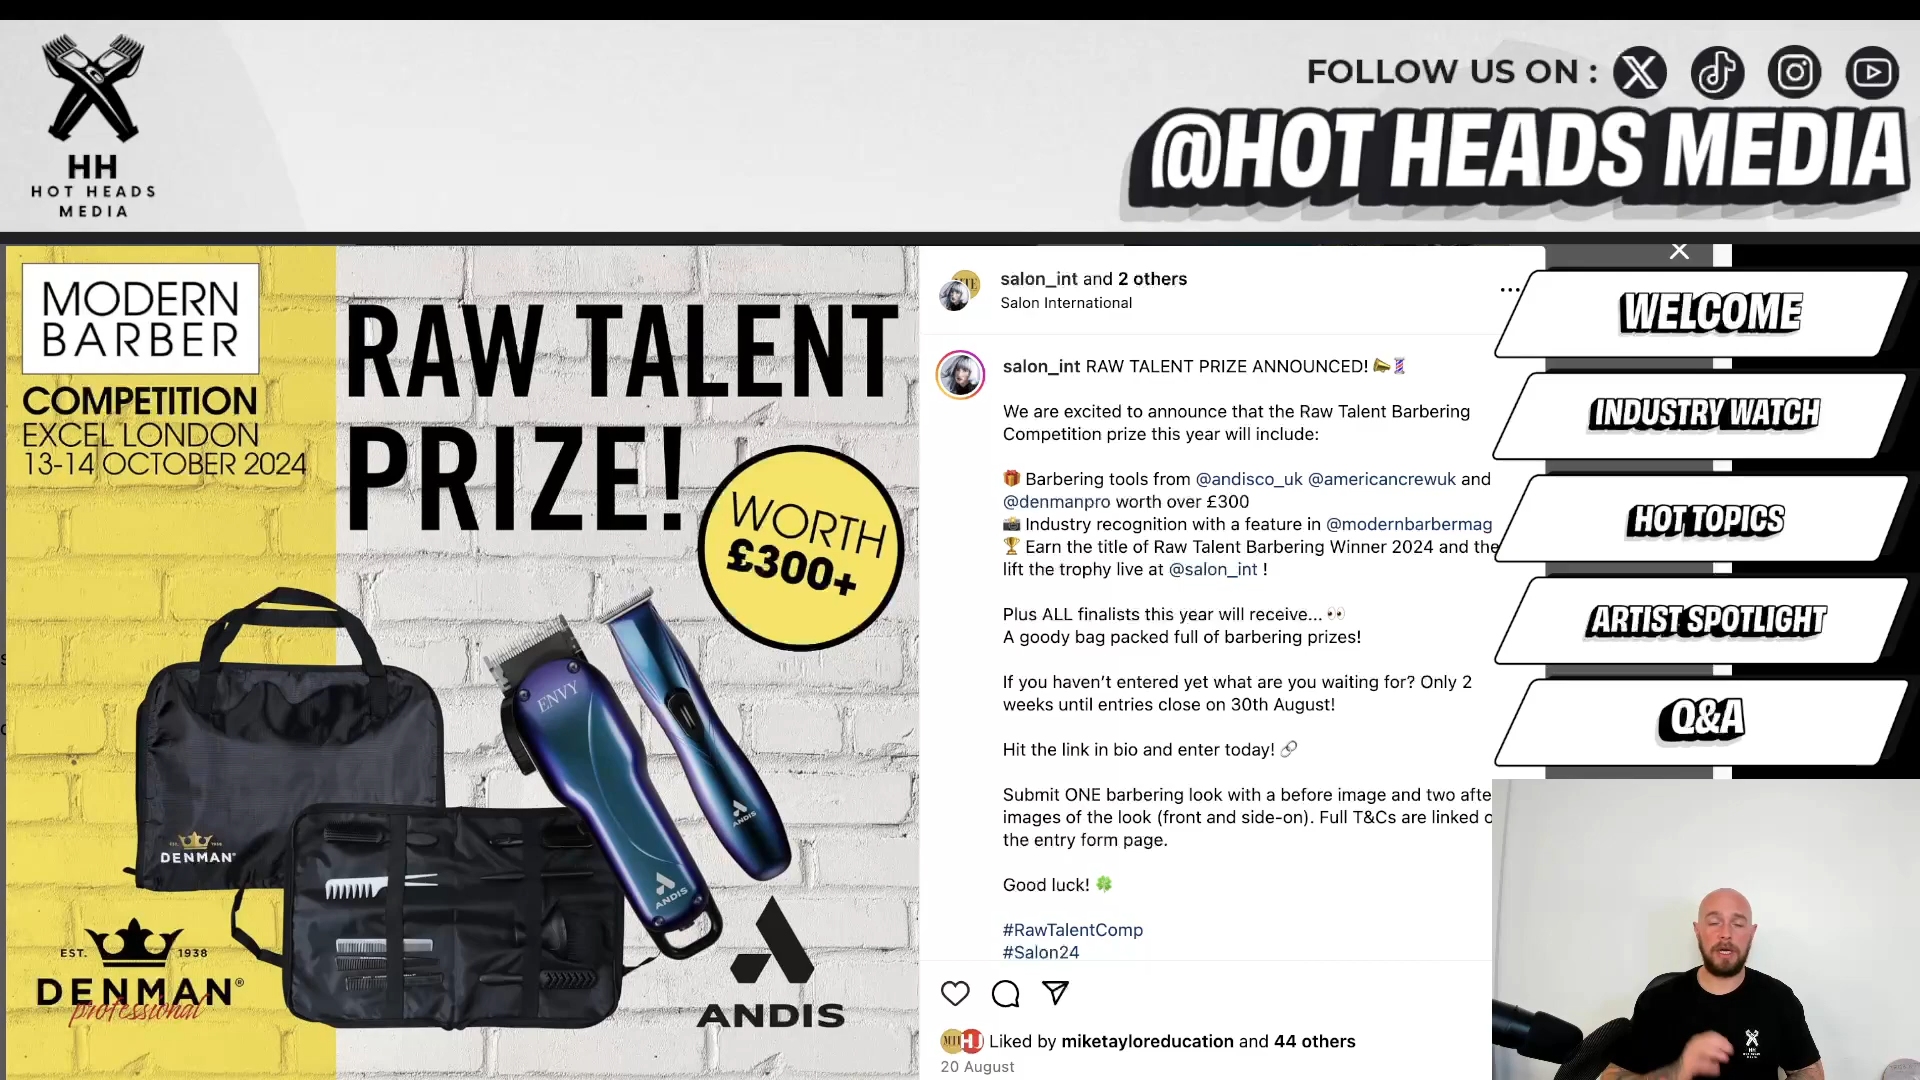 HH
HOT HEADS
MEDIA
FOLLOW US ON :
@HOT HEADS MEDIA
MODERN
BARBER
COMPETITION
EXCEL LONDON
13-14 OCTOBER 2024
RAW TALENT
PRIZE!
WORTH
£300+
ENVY
ANDIS
ANDIS
DENMAN
EST. 1938
DENMAN®
professional
ANDIS
salon_int and 2 others
Salon International
salon_int RAW TALENT PRIZE ANNOUNCED! 📣💈
We are excited to announce that the Raw Talent Barbering
Competition prize this year will include:
🎁 Barbering tools from @andisco_uk @americancrewuk and
@denmanpro worth over £300
📸 Industry recognition with a feature in @modernbarbermag
🏆 Earn the title of Raw Talent Barbering Winner 2024 and the
lift the trophy live at @salon_int !
Plus ALL finalists this year will receive... 👀
A goody bag packed full of barbering prizes!
If you haven't entered yet what are you waiting for? Only 2
weeks until entries close on 30th August!
Hit the link in bio and enter today! 🔗
Submit ONE barbering look with a before image and two afte
images of the look (front and side-on). Full T&Cs are linked o
the entry form page.
Good luck! 🍀
#RawTalentComp
#Salon24
Liked by miketayloreducation and 44 others
20 August
WELCOME
INDUSTRY WATCH
HOT TOPICS
ARTIST SPOTLIGHT
Q&A